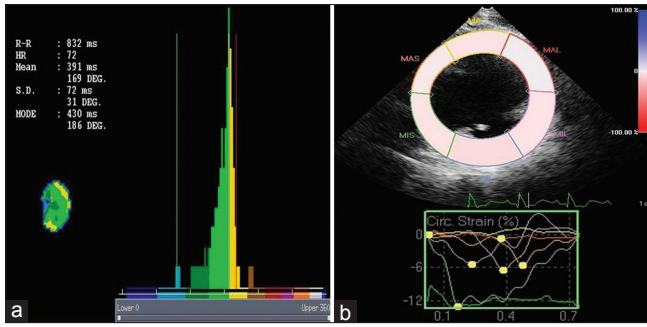 R-R : 832 ms
HR : 72
Mean : 391 ms
169 DEG.
S.D. : 72 ms
31 DEG.
MODE : 430 ms
186 DEG.
Lower 0
Upper 360
a
100.00 %
0
-100.00 %
MA
MAS
MAL
MIS
MIL
Circ. Strain (%)
0
-6
-12
0.1
0.4
0.7
b